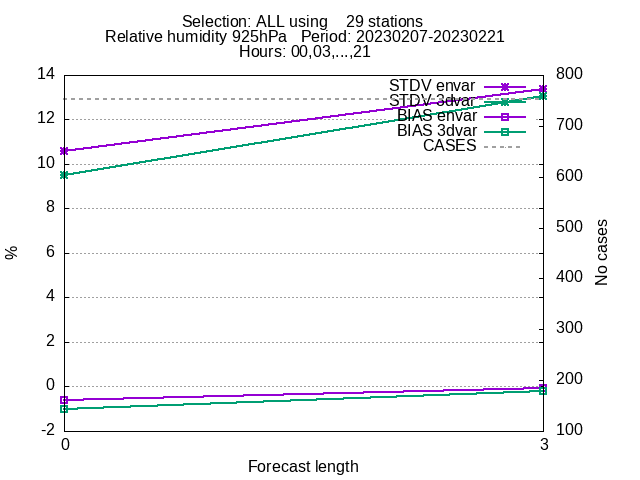 Selection: ALL using    29 stations
Relative humidity 925hPa   Period: 20230207-20230221
Hours: 00,03,...,21
14
12
10
8
6
4
2
0
-2
%
800
700
600
500
400
300
200
100
No cases
STDV envar
STDV 3dvar
BIAS envar
BIAS 3dvar
CASES
0
3
Forecast length